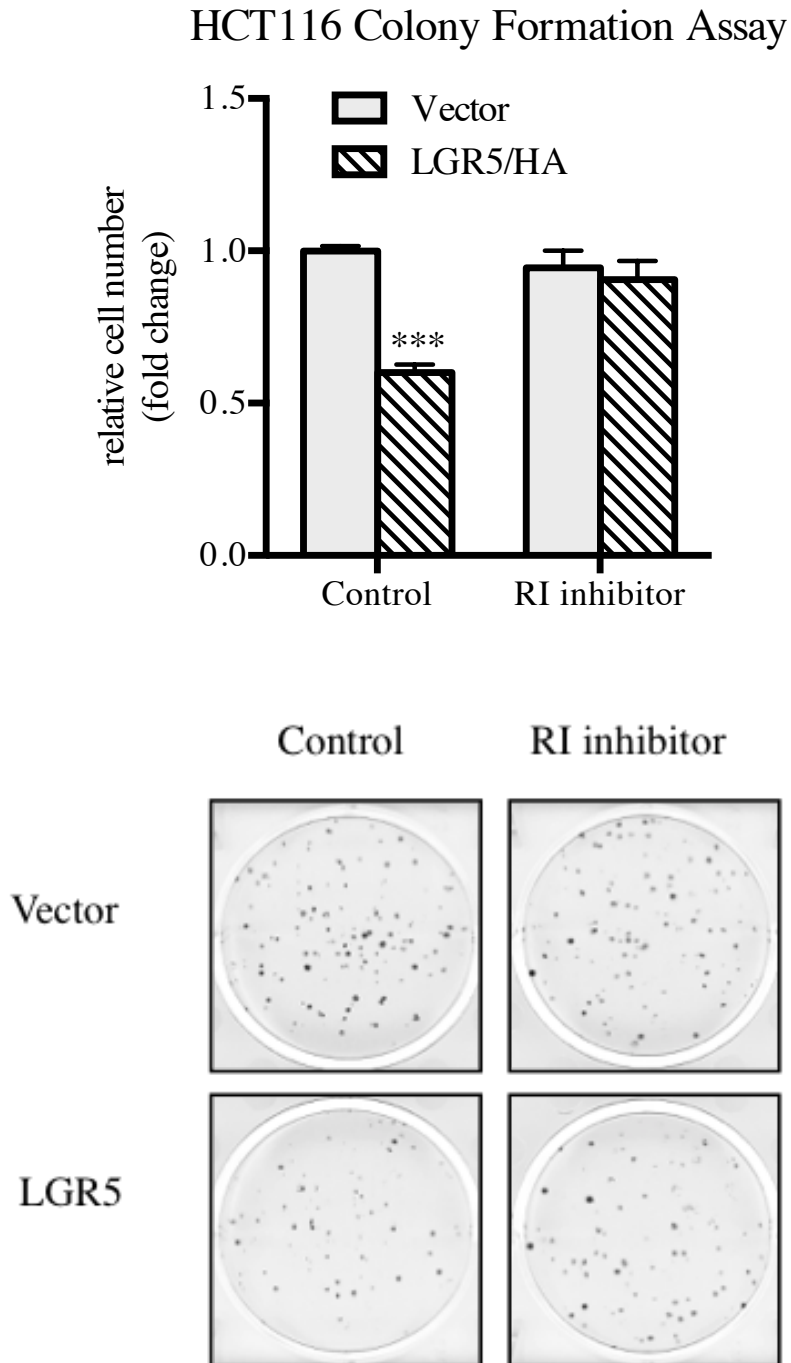 HCT116 Colony Formation Assay
1.5
Vector
LGR5/HA
1.0
relative cell number
(fold change)
***
0.5
0.0
Control RI inhibitor
Control RI inhibitor
Vector
LGR5